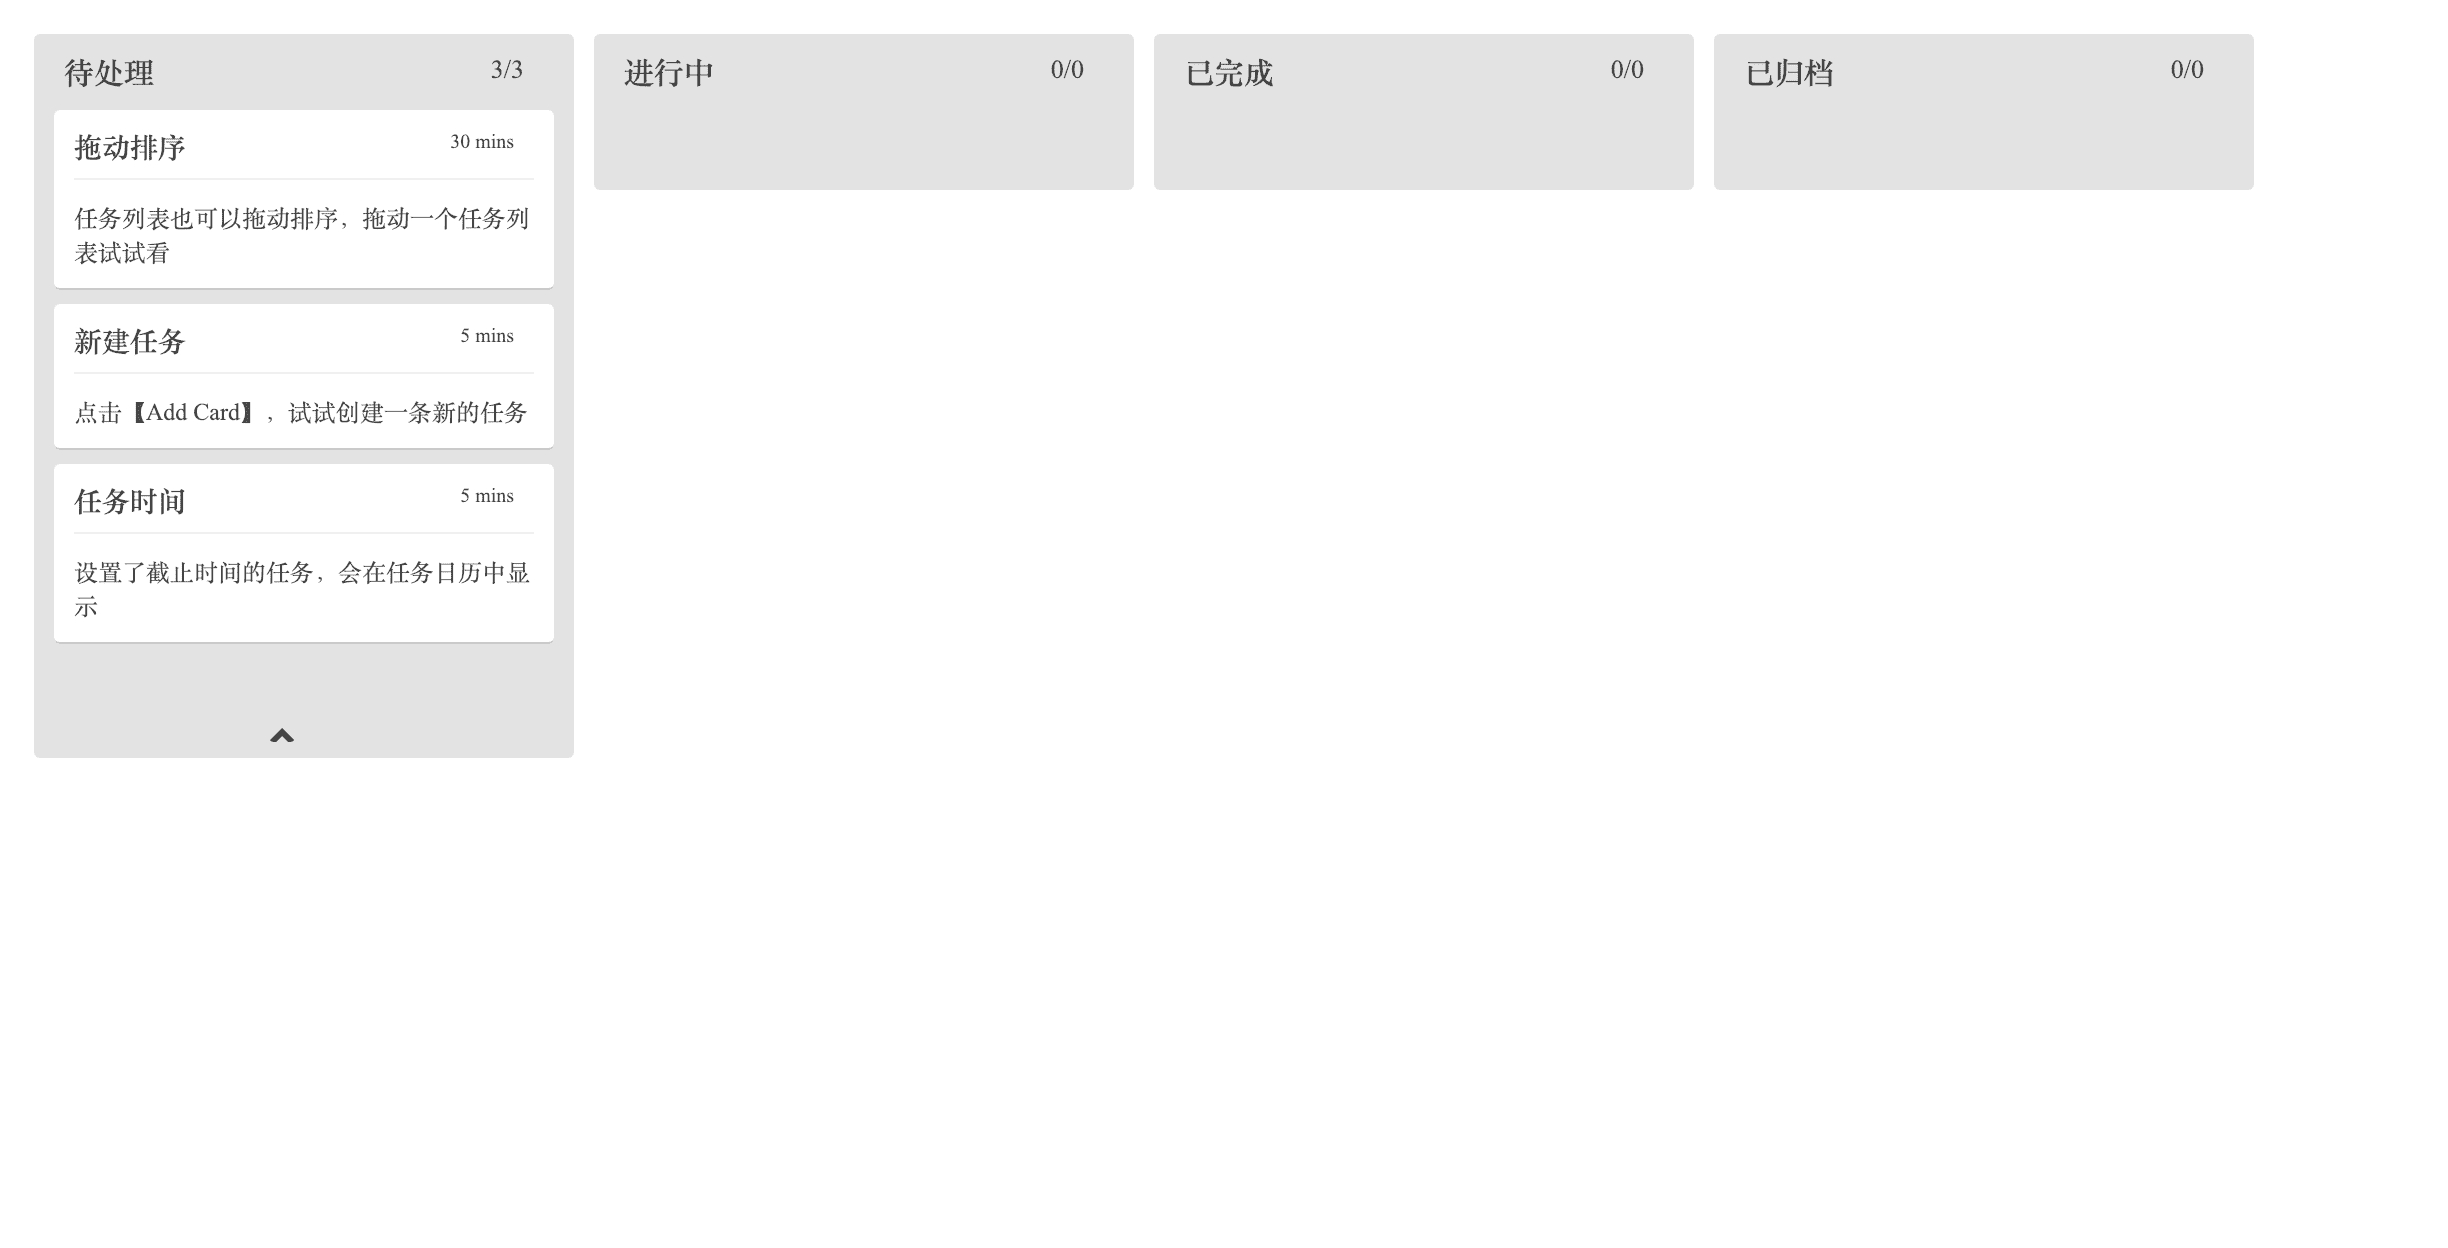 待处理 3/3
拖动排序 30 mins
任务列表也可以拖动排序，拖动一个任务列
表试试看
新建任务 5 mins
点击【Add Card】，试试创建一条新的任务
任务时间 5 mins
设置了截止时间的任务，会在任务日历中显
示
进行中 0/0
已完成 0/0
已归档 0/0